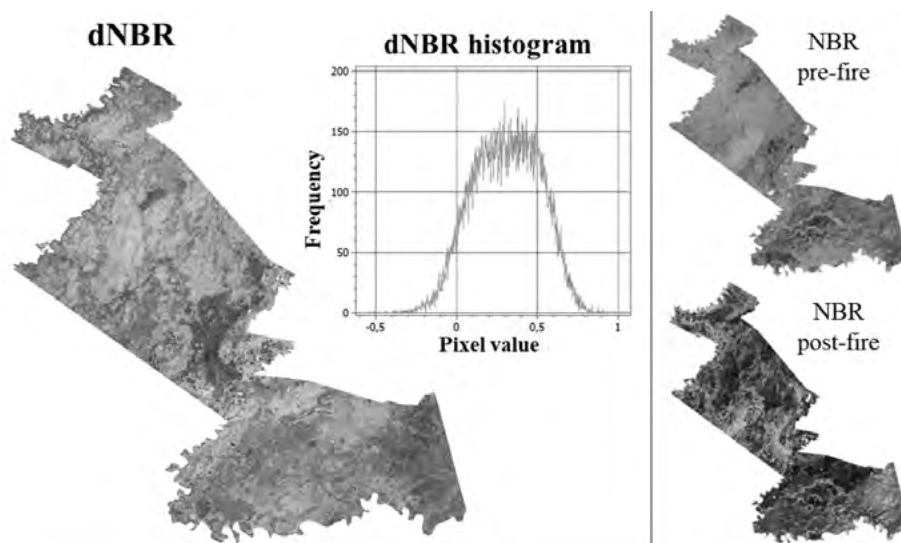 dNBR
dNBR histogram
200
150
100
50
0
-0,5
0
0,5
1
Frequency
Pixel value
NBR
pre-fire
NBR
post-fire